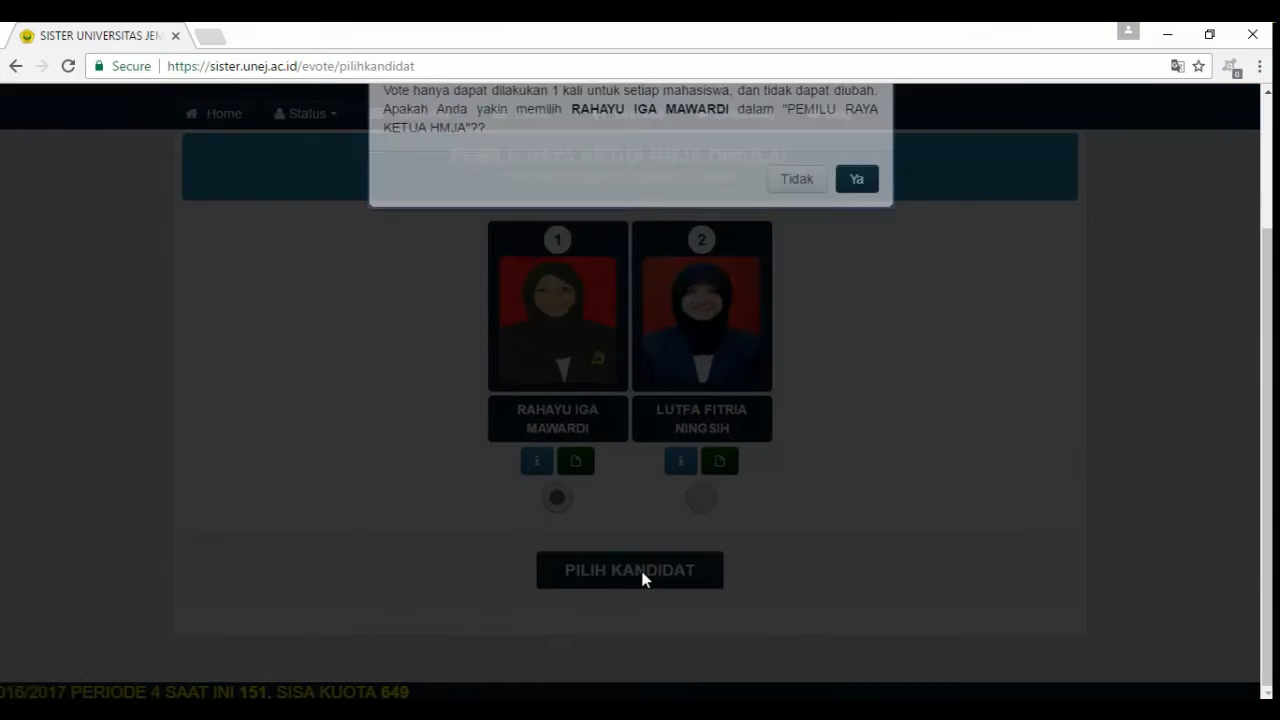 SISTER UNIVERSITAS JEM
Secure
https://sister.unej.ac.id/evote/pilihkandidat
0
Home
Status
Vote hanya dapat dilakukan 1 kali untuk setiap mahasiswa, dan tidak dapat diubah.
Apakah Anda yakin memilih RAHAYU IGA MAWARDI dalam "PEMILU RAYA
KETUA HMJA"??
Tidak
Ya
1
2
RAHAYU IGA
MAWARDI
LUTFA FITRIA
NINGSIH
PILIH KANDIDAT
016/2017 PERIODE 4 SAAT INI 151, SISA KUOTA 649